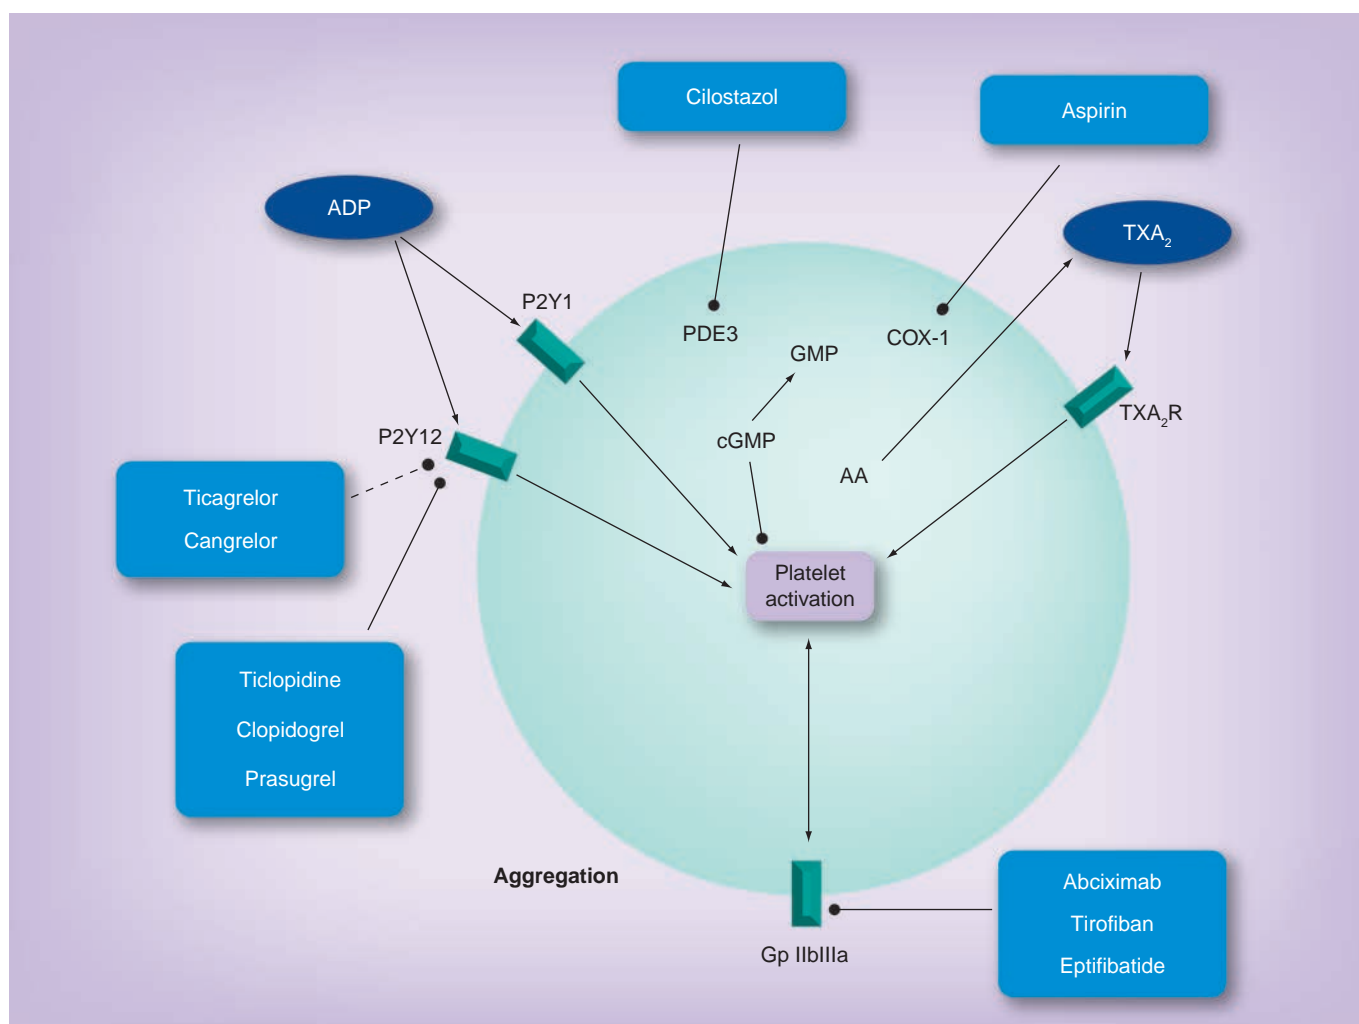 Cilostazol
Aspirin
ADP
TXA2
P2Y1
PDE3
COX-1
GMP
TXA2R
P2Y12
cGMP
AA
Ticagrelor
Cangrelor
Platelet
activation
Ticlopidine
Clopidogrel
Prasugrel
Aggregation
Gp IIbIIIa
Abciximab
Tirofiban
Eptifibatide